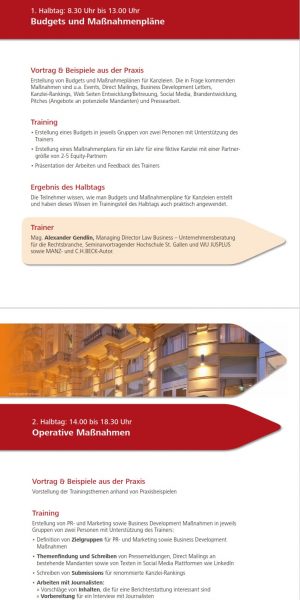 1. Halbtag: 8.30 Uhr bis 13.00 Uhr
Budgets und Maßnahmenpläne
Vortrag & Beispiele aus der Praxis
Erstellung von Budgets und Maßnahmeplänen für Kanzleien. Die in Frage kommenden
Maßnahmen sind u.a. Events, Direct Mailings, Business Development Letters,
Kanzlei-Rankings, Web Seiten Entwicklung/Betreuung, Social Media, Brandentwicklung,
Pitches (Angebote an potenzielle Mandanten) und Pressearbeit.
Training
• Erstellung eines Budgets in jeweils Gruppen von zwei Personen mit Unterstützung des
Trainers
• Erstellung eines Maßnahmenplans für ein Jahr für eine fiktive Kanzlei mit einer Partner-
größe von 2-5 Equity-Partnern
• Präsentation der Arbeiten und Feedback des Trainers
Ergebnis des Halbtags
Die Teilnehmer wissen, wie man Budgets und Maßnahmenpläne für Kanzleien erstellt
und haben dieses Wissen im Trainingsteil des Halbtags auch praktisch angewendet.
Trainer
Mag. Alexander Gendlin, Managing Director Law Business – Unternehmensberatung
für die Rechtsbranche, Seminarvortragender Hochschule St. Gallen und WU JUSPLUS
sowie MANZ- und C.H.BECK-Autor.
2. Halbtag: 14.00 bis 18.30 Uhr
Operative Maßnahmen
Vortrag & Beispiele aus der Praxis
Vorstellung der Trainingsthemen anhand von Praxisbeispielen
Training
Erstellung von PR- und Marketing sowie Business Development Maßnahmen in jeweils
Gruppen von zwei Personen mit Unterstützung des Trainers:
• Definition von Zielgruppen für PR- und Marketing sowie Business Development
Maßnahmen
• Themenfindung und Schreiben von Pressemeldungen, Direct Mailings an
bestehende Mandanten sowie von Texten in Social Media Plattformen wie LinkedIn
• Schreiben von Submissions für renommierte Kanzlei-Rankings
• Arbeiten mit Journalisten:
» Vorschläge von Inhalten, die für eine Berichterstattung interessant sind
» Vorbereitung für ein Interview mit Journalisten